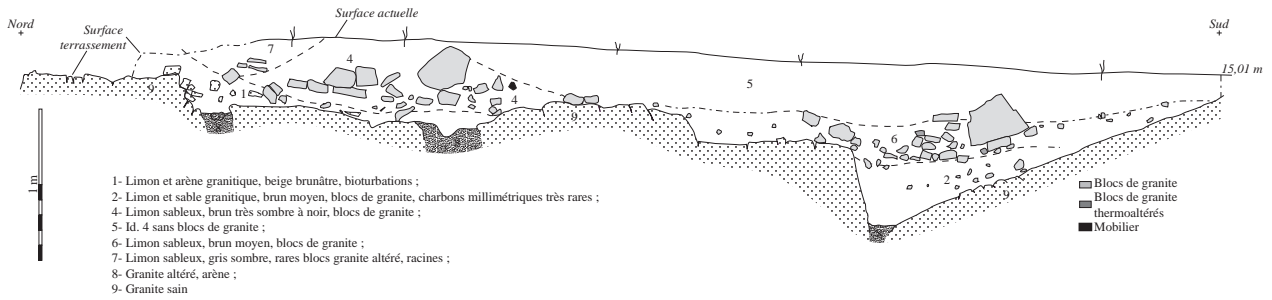 Nord
Surface
terrassement
Surface actuelle
Sud
15,01 m
7
4
5
9
1
4
9
6
2
9
1 m
1- Limon et arène granitique, beige brunâtre, bioturbations ;
2- Limon et sable granitique, brun moyen, blocs de granite, charbons millimétriques très rares ;
4- Limon sableux, brun très sombre à noir, blocs de granite ;
5- Id. 4 sans blocs de granite ;
6- Limon sableux, brun moyen, blocs de granite ;
7- Limon sableux, gris sombre, rares blocs granite altéré, racines ;
8- Granite altéré, arène ;
9- Granite sain
Blocs de granite
Blocs de granite
thermoaltérés
Mobilier